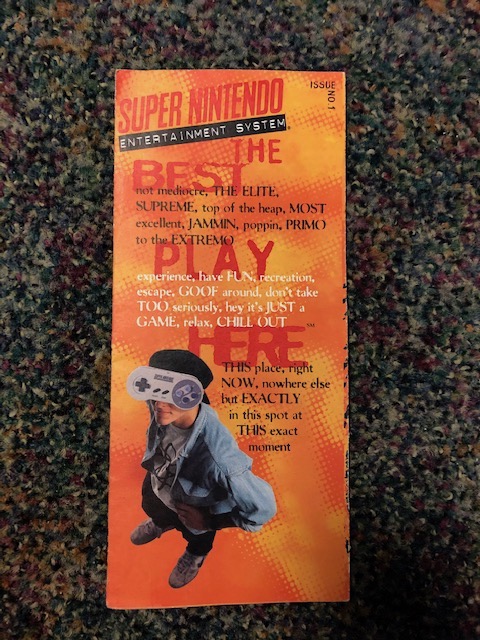 ISSUE NO. 1
SUPER NINTENDO
ENTERTAINMENT SYSTEM®
THE
BEST
not mediocre, THE ELITE,
SUPREME, top of the heap, MOST
excellent, JAMMIN, poppin, PRIMO
to the EXTREMO
PLAY
experience, have FUN, recreation,
escape, GOOF around, don't take
TOO seriously, hey it's JUST a
GAME, relax, CHILL OUT
HERE℠
THIS place, right
NOW, nowhere else
but EXACTLY
in this spot at
THIS exact
moment